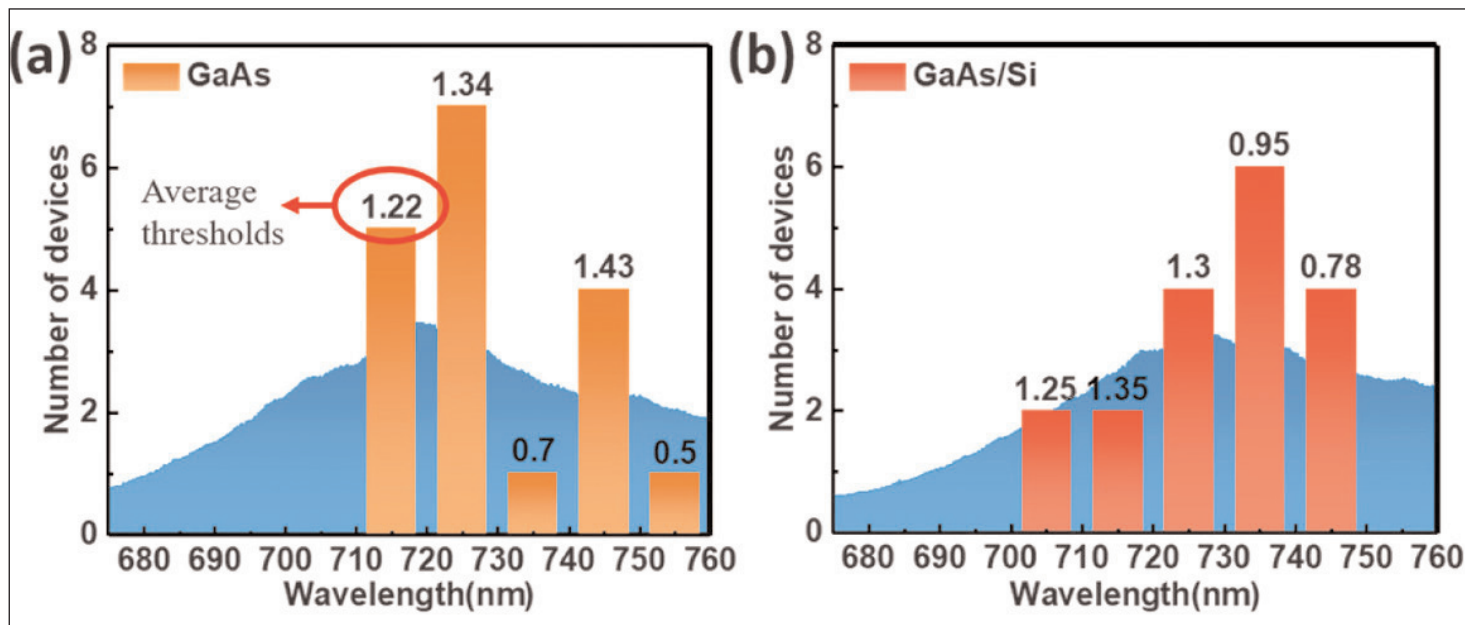 (a)
GaAs
Number of devices
8
6
4
2
0
1.22
1.34
0.7
1.43
0.5
Average
thresholds
680 690 700 710 720 730 740 750 760
Wavelength(nm)
(b)
GaAs/Si
Number of devices
8
6
4
2
0
1.25
1.35
1.3
0.95
0.78
680 690 700 710 720 730 740 750 760
Wavelength(nm)